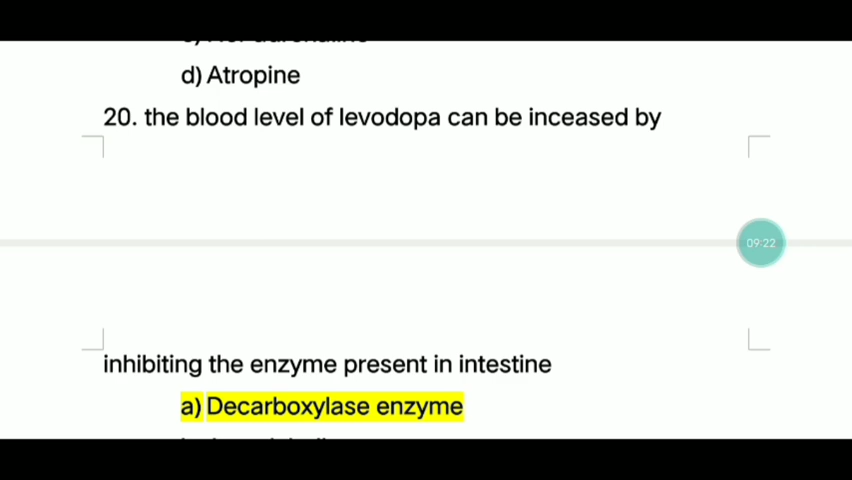 d) Atropine
20. the blood level of levodopa can be inceased by
09:22
inhibiting the enzyme present in intestine
a) Decarboxylase enzyme